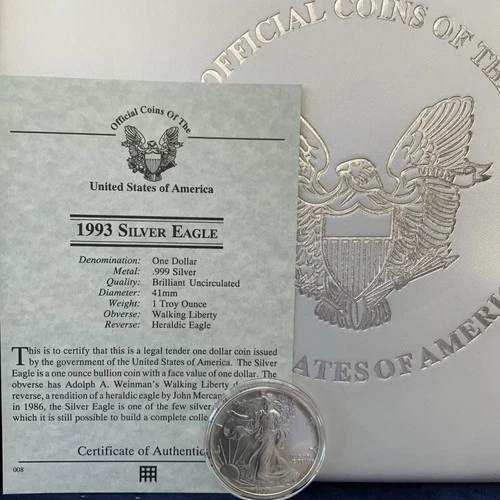 OFFICIAL COINS OF THE
STATES OF AMERICA
Official Coins Of The
United States of America
1993 SILVER EAGLE
Denomination: One Dollar
Metal: .999 Silver
Quality: Brilliant Uncirculated
Diameter: 41mm
Weight: 1 Troy Ounce
Obverse: Walking Liberty
Reverse: Heraldic Eagle
This is to certify that this is a legal tender one dollar coin issued
by the government of the United States of America. The Silver
Eagle is a one ounce bullion coin with a face value of one dollar. The
obverse has Adolph A. Weinman's Walking Liberty
reverse, a rendition of a heraldic eagle by John Mercan
in 1986, the Silver Eagle is one of the few silver
which it is still possible to build a complete colle
Certificate of Authentic
008